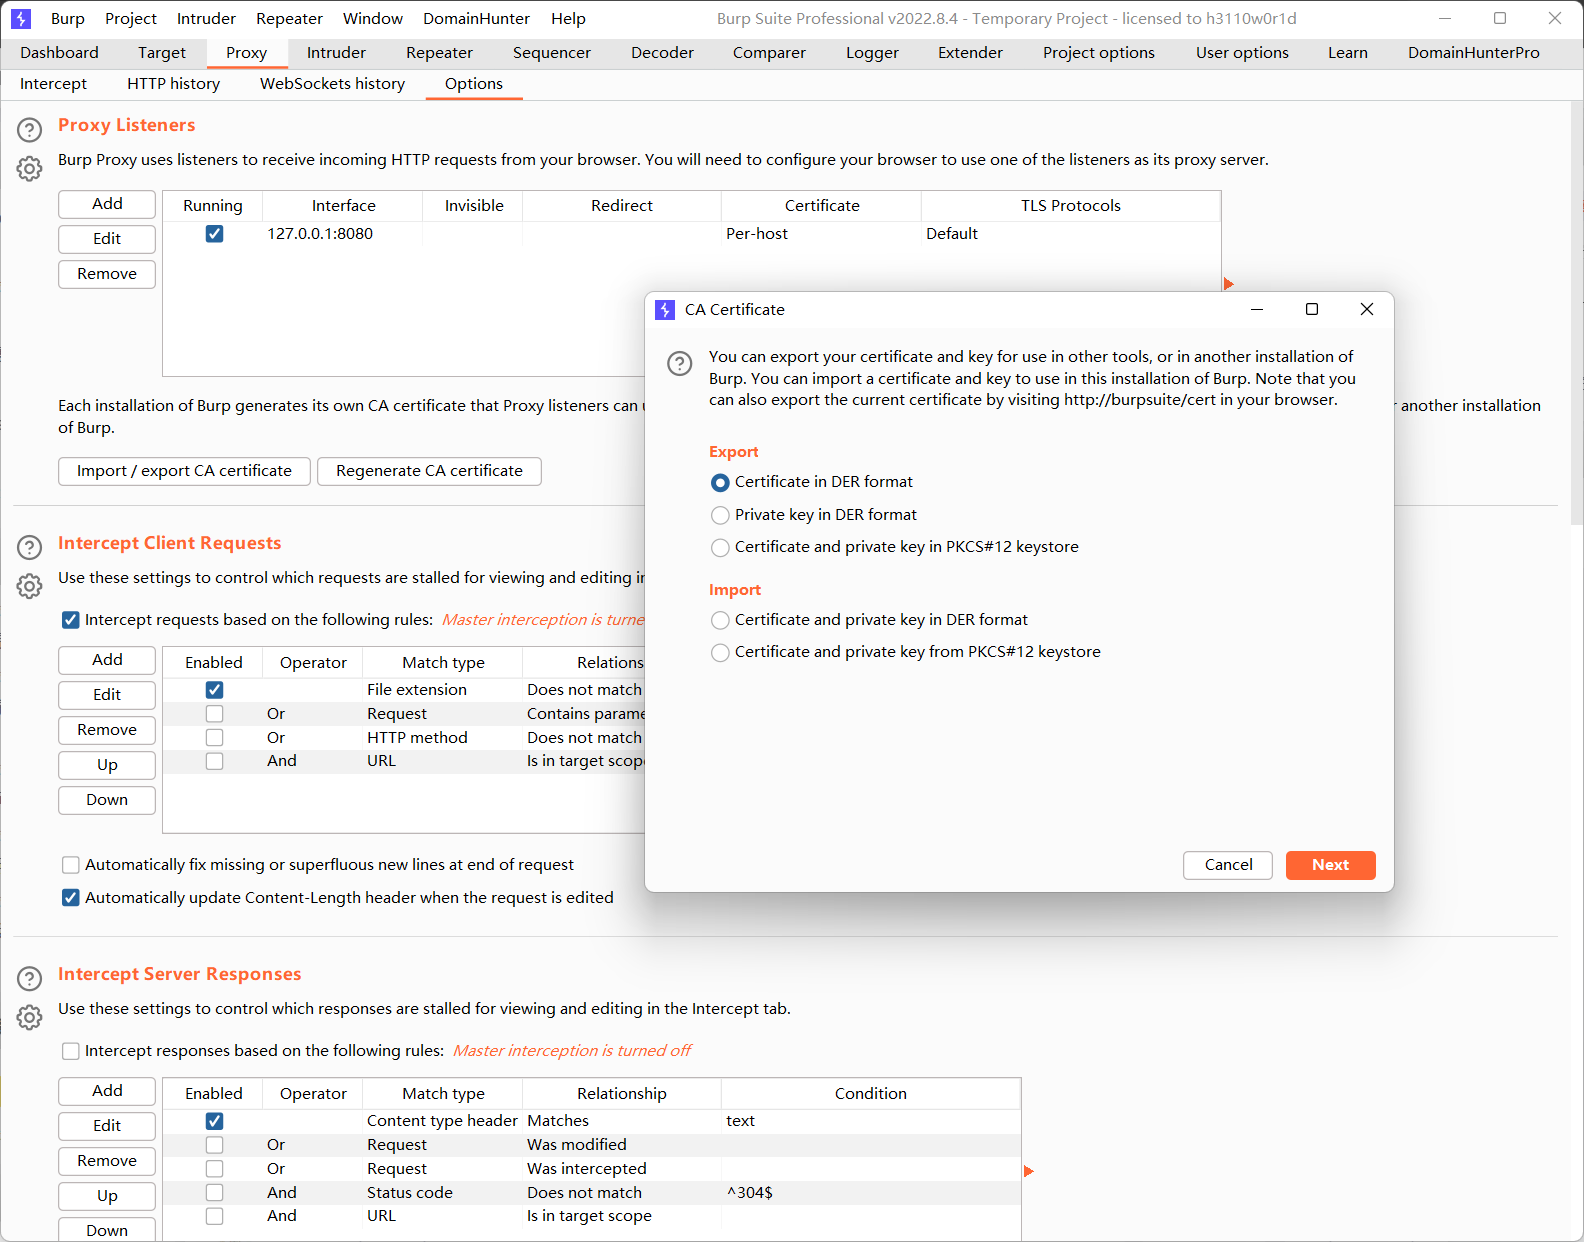 Burp Project Intruder Repeater Window DomainHunter Help Burp Suite Professional v2022.8.4 - Temporary Project - licensed to h3110w0r1d
Dashboard Target Proxy Intruder Repeater Sequencer Decoder Comparer Logger Extender Project options User options Learn DomainHunterPro
Intercept HTTP history WebSockets history Options
Proxy Listeners
Burp Proxy uses listeners to receive incoming HTTP requests from your browser. You will need to configure your browser to use one of the listeners as its proxy server.
Add
Edit
Remove
Running Interface Invisible Redirect Certificate TLS Protocols
127.0.0.1:8080 Per-host Default
Each installation of Burp generates its own CA certificate that Proxy listeners can another installation
of Burp.
Import / export CA certificate Regenerate CA certificate
CA Certificate
You can export your certificate and key for use in other tools, or in another installation of
Burp. You can import a certificate and key to use in this installation of Burp. Note that you
can also export the current certificate by visiting http://burpsuite/cert in your browser.
Export
Certificate in DER format
Private key in DER format
Certificate and private key in PKCS#12 keystore
Import
Certificate and private key in DER format
Certificate and private key from PKCS#12 keystore
Cancel Next
Intercept Client Requests
Use these settings to control which requests are stalled for viewing and editing
Intercept requests based on the following rules: Master interception is
Add
Edit
Remove
Up
Down
Enabled Operator Match type
File extension Does not match
Or Request Contains
Or HTTP method Does not match
And URL Is in target
Automatically fix missing or superfluous new lines at end of request
Automatically update Content-Length header when the request is edited
Intercept Server Responses
Use these settings to control which responses are stalled for viewing and editing in the Intercept tab.
Intercept responses based on the following rules: Master interception is turned off
Add
Edit
Remove
Up
Down
Enabled Operator Match type Relationship Condition
Content type header Matches text
Or Request Was modified
Or Request Was intercepted
And Status code Does not match ^304$
And URL Is in target scope